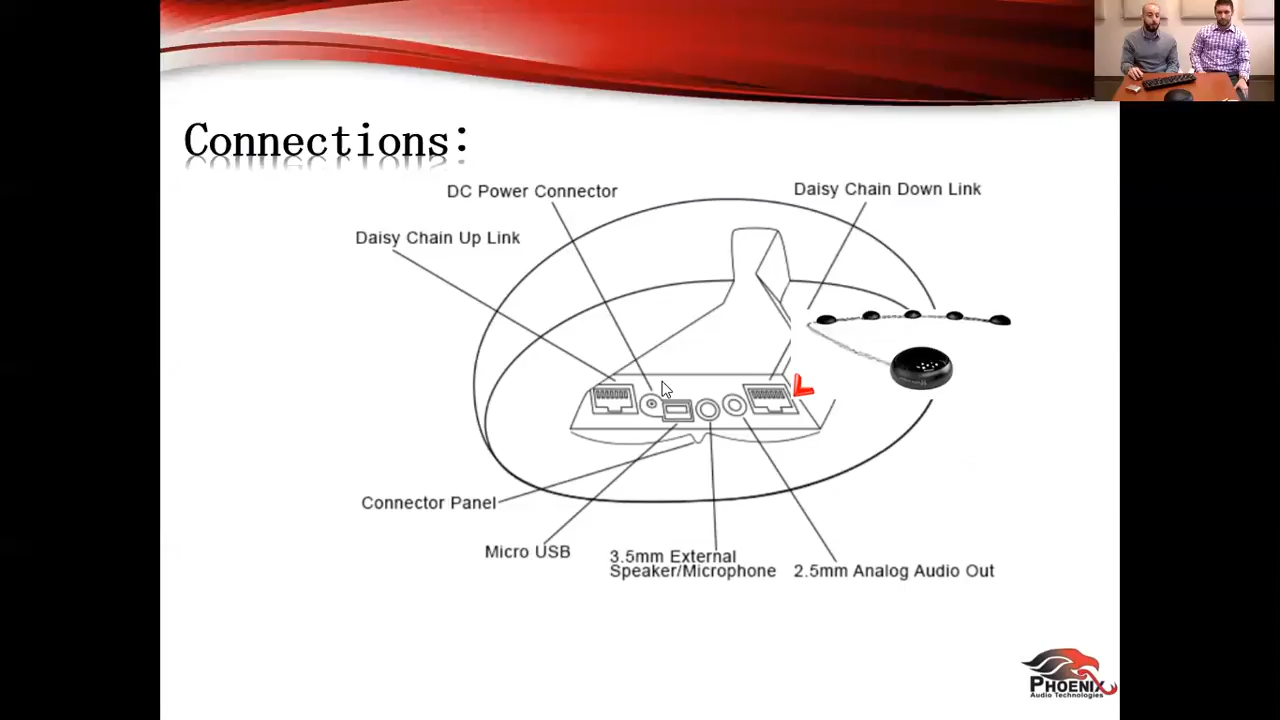 Connections:
DC Power Connector
Daisy Chain Down Link
Daisy Chain Up Link
Connector Panel
Micro USB
3.5mm External
Speaker/Microphone
2.5mm Analog Audio Out
PHOENIX
Audio Technologies